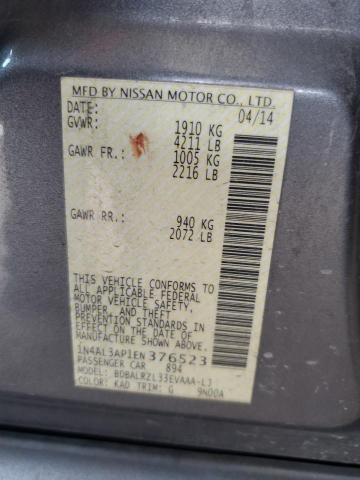 MFD BY NISSAN MOTOR CO., LTD.
DATE: 04/14
GVWR: 1910 KG
4211 LB
GAWR FR.: 1005 KG
2216 LB
GAWR RR.: 940 KG
2072 LB
THIS VEHICLE CONFORMS TO
ALL APPLICABLE FEDERAL
MOTOR VEHICLE SAFETY,
BUMPER, AND THEFT
PREVENTION STANDARDS
IN EFFECT ON THE DATE OF
MANUFACTURE SHOWN ABOVE.
1N4AL3AP1EN376523
PASSENGER CAR 894
MODEL: BDBALRZL33EVAAA-LJ
COLOR: KAD TRIM: G 9N00A